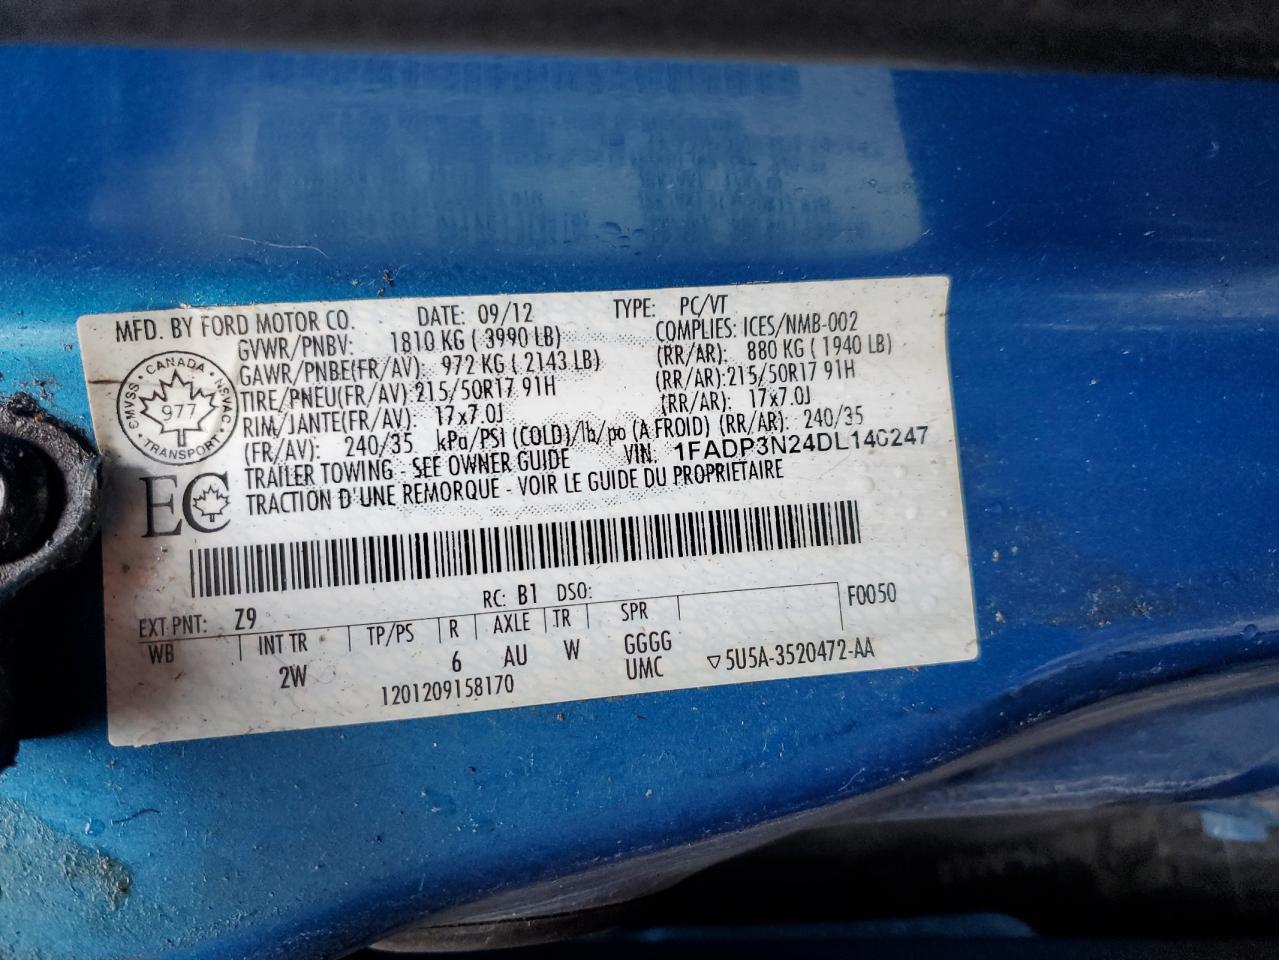 MFD. BY FORD MOTOR CO. DATE: 09/12 TYPE: PC/VT
GVWR/PNBV: 1810 KG ( 3990 LB) COMPLIES: ICES/NMB-002
GAWR/PNBE(FR/AV) 972 KG ( 2143 LB) (RR/AR): 880 KG ( 1940 LB)
TIRE/PNEU(FR/AV) 215/50R17 91H (RR/AR):215/50R17 91H
RIM/JANTE(FR/AV): 17x7.0J (RR/AR): 17x7.0J
(FR/AV): 240/35 kPa/PSI (COLD)/lb/po (A FROID) (RR/AR): 240/35
TRAILER TOWING - SEE OWNER GUIDE VIN: 1FADP3N24DL140247
TRACTION D'UNE REMORQUE - VOIR LE GUIDE DU PROPRIETAIRE
CANADA
CMVSS NSVAC
977
TRANSPORT
EC
EXT PNT: Z9 RC: B1 DSO: F0050
WB INT TR TP/PS R AXLE TR SPR
2W 6 AU W GGGG
1201209158170 UMC ▽5U5A-3520472-AA